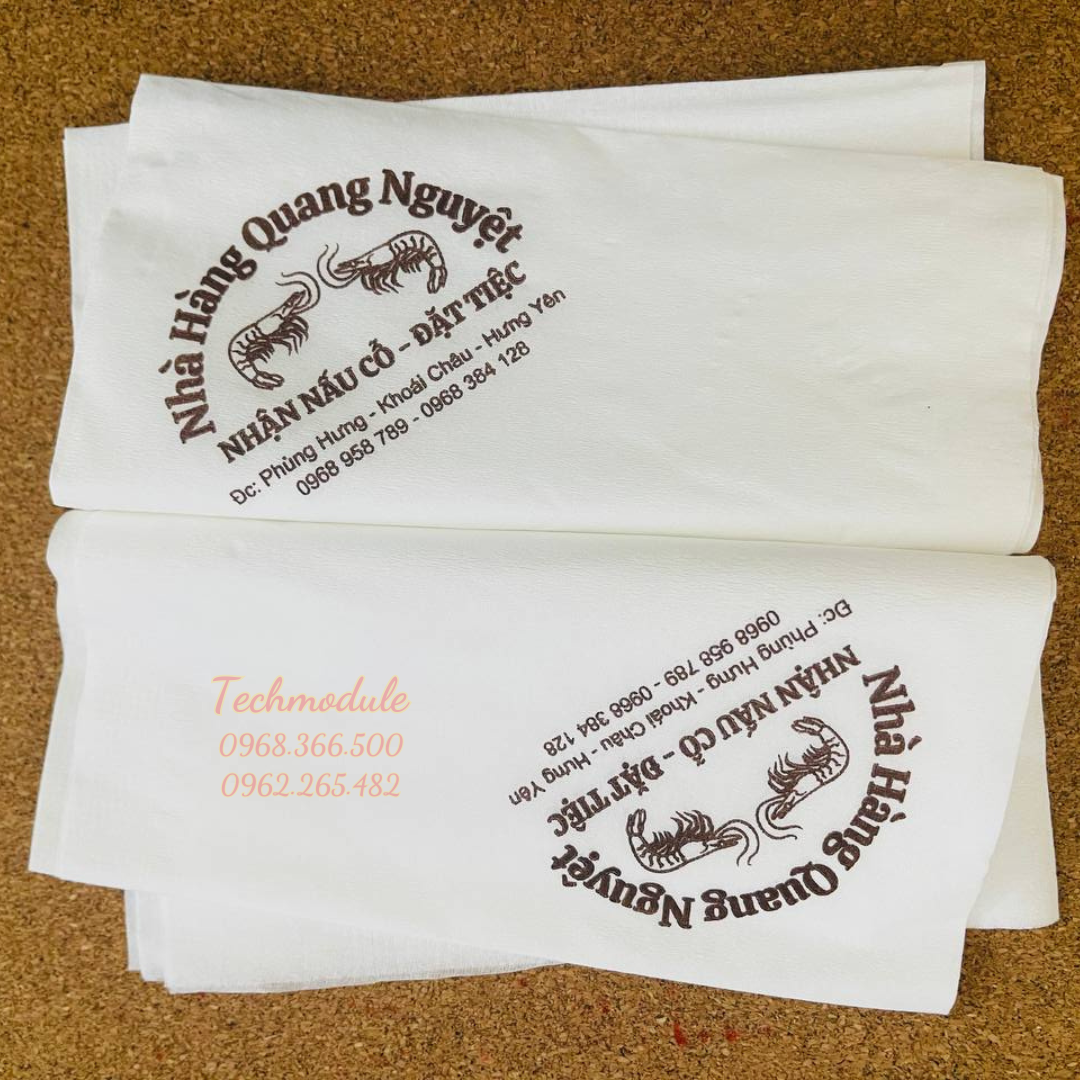 Nhà Hàng Quang Nguyệt
NHẬN NẤU CỖ - ĐẶT TIỆC
Đc: Phùng Hưng - Khoái Châu - Hưng Yên
0968 958 789 - 0968 384 128
Techmodule
0968.366.500
0962.265.482
Nhà Hàng Quang Nguyệt
NHẬN NẤU CỖ - ĐẶT TIỆC
Đc: Phùng Hưng - Khoái Châu - Hưng Yên
0968 958 789 - 0968 384 128